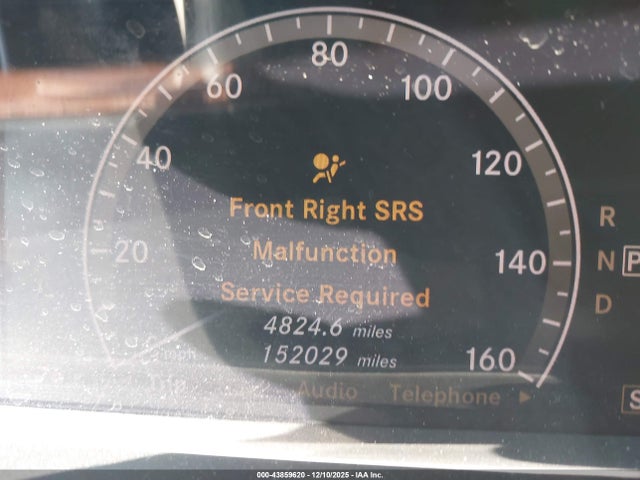 80
60
100
40
120
Front Right SRS
R
20
Malfunction
140
N P
Service Required
D
4824.6 miles
152029 miles
160
Trip
Audio
Telephone
S
000-43859620 - 12/10/2025 - IAA Inc.